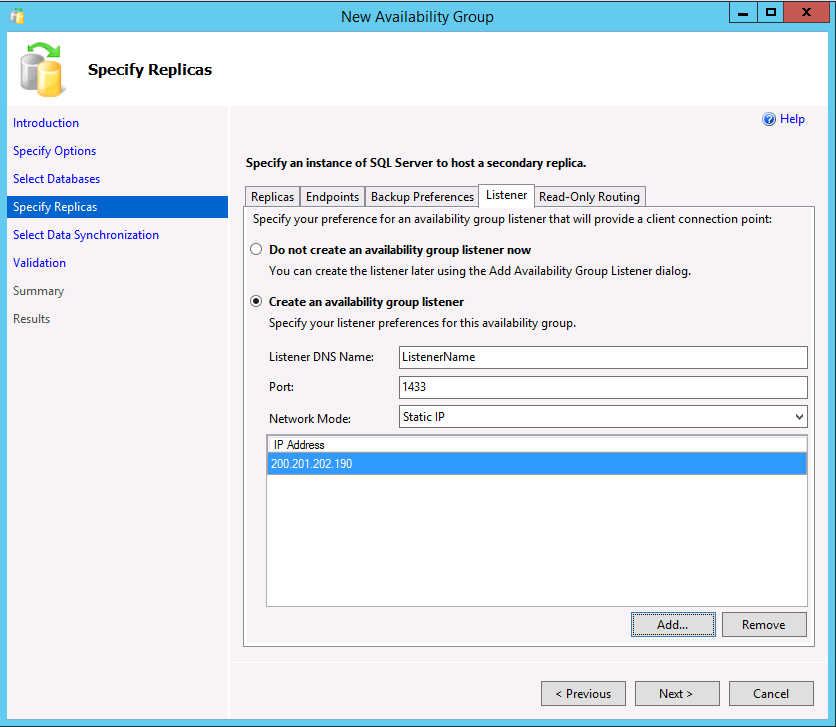 New Availability Group
Specify Replicas
Introduction
Specify Options
Select Databases
Specify Replicas
Select Data Synchronization
Validation
Summary
Results
Help
Specify an instance of SQL Server to host a secondary replica.
Replicas Endpoints Backup Preferences Listener Read-Only Routing
Specify your preference for an availability group listener that will provide a client connection point:
Do not create an availability group listener now
You can create the listener later using the Add Availability Group Listener dialog.
Create an availability group listener
Specify your listener preferences for this availability group.
Listener DNS Name: ListenerName
Port: 1433
Network Mode: Static IP
IP Address
200.201.202.190
Add... Remove
< Previous Next > Cancel